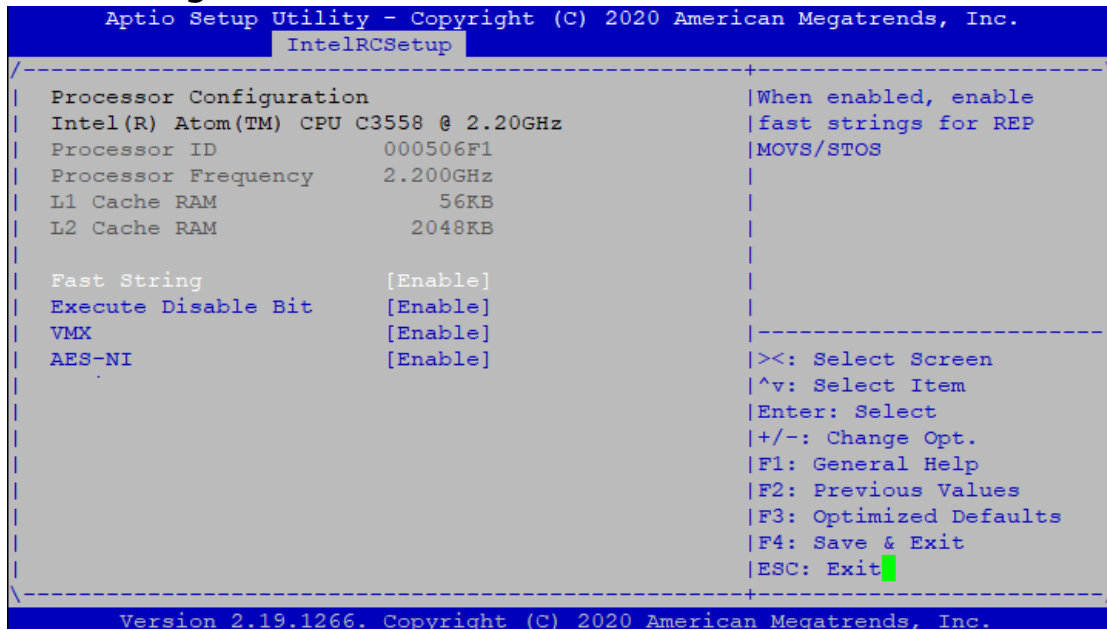 Aptio Setup Utility - Copyright (C) 2020 American Megatrends, Inc.
IntelRCSetup
Processor Configuration
Intel(R) Atom(TM) CPU C3558 @ 2.20GHz
Processor ID 000506F1
Processor Frequency 2.200GHz
L1 Cache RAM 56KB
L2 Cache RAM 2048KB
Fast String [Enable]
Execute Disable Bit [Enable]
VMX [Enable]
AES-NI [Enable]
When enabled, enable
fast strings for REP
MOVS/STOS
><: Select Screen
^v: Select Item
Enter: Select
+/-: Change Opt.
F1: General Help
F2: Previous Values
F3: Optimized Defaults
F4: Save & Exit
ESC: Exit
Version 2.19.1266. Copyright (C) 2020 American Megatrends, Inc.